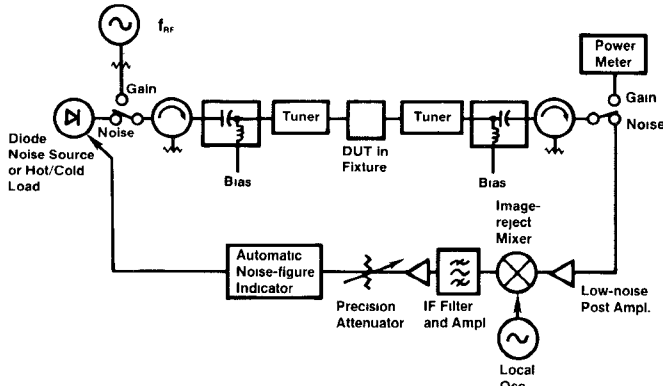 fRF
Power
Meter
Gain
Gain
Noise
Noise
Tuner
Tuner
DUT in
Fixture
Diode
Noise Source
or Hot/Cold
Load
Bias
Bias
Image-
reject
Mixer
Automatic
Noise-figure
Indicator
Precision
Attenuator
IF Filter
and Ampl
Low-noise
Post Ampl.
Local